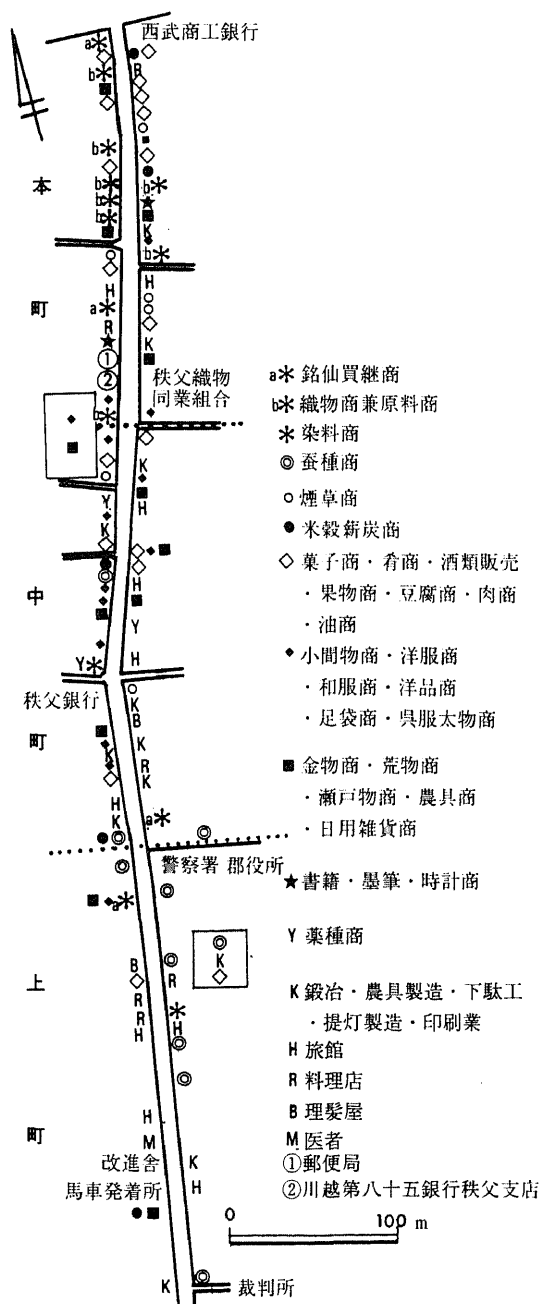 西武商工銀行
本町
秩父織物
同業組合
中町
秩父銀行
警察署 郡役所
上町
改進舎
馬車発着所
裁判所
a 銘仙買継商
b 織物商兼原料商
染料商
蚕種商
煙草商
米穀薪炭商
菓子商・肴商・酒類販売
・果物商・豆腐商・肉商
・油商
小間物商・洋服商
・和服商・洋品商
・足袋商・呉服太物商
金物商・荒物商
・瀬戸物商・農具商
・日用雑貨商
書籍・墨筆・時計商
Y 薬種商
K 鍛冶・農具製造・下駄工
・提灯製造・印刷業
H 旅館
R 料理店
B 理髪屋
M 医者
①郵便局
②川越第八十五銀行秩父支店
0 100 m